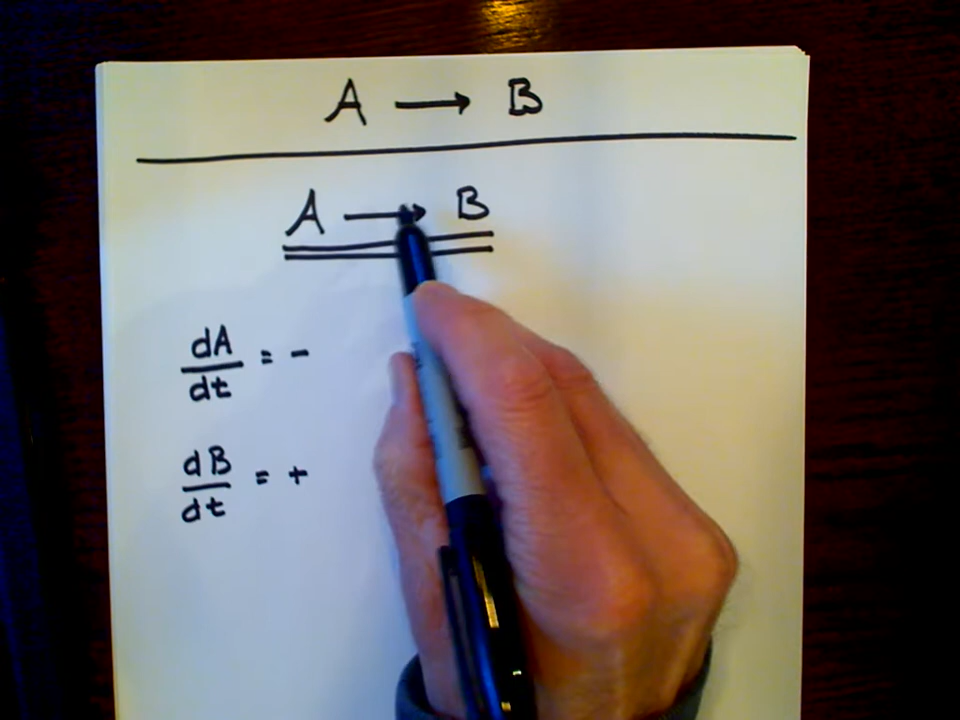 A → B
A → B
dA/dt = -
dB/dt = +